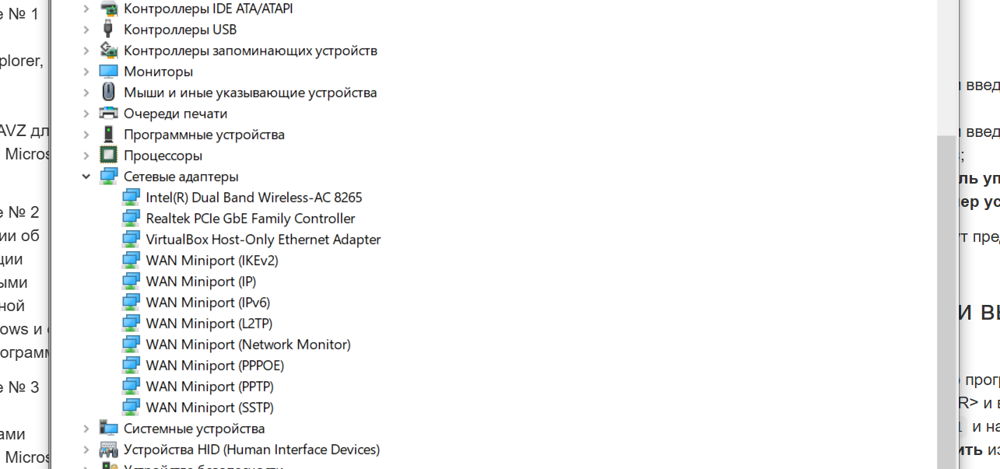 е № 1
plorer,
AVZ дл
Micros
е № 2
ии об
ции
ыми
ной
ows и
ограмм
е № 3
ами
Micros
Контроллеры IDE ATA/ATAPI
Контроллеры USB
Контроллеры запоминающих устройств
Мониторы
Мыши и иные указывающие устройства
Очереди печати
Программные устройства
Процессоры
Сетевые адаптеры
Intel(R) Dual Band Wireless-AC 8265
Realtek PCIe GbE Family Controller
VirtualBox Host-Only Ethernet Adapter
WAN Miniport (IKEv2)
WAN Miniport (IP)
WAN Miniport (IPv6)
WAN Miniport (L2TP)
WAN Miniport (Network Monitor)
WAN Miniport (PPPOE)
WAN Miniport (PPTP)
WAN Miniport (SSTP)
Системные устройства
Устройства HID (Human Interface Devices)
Устройства безопасности
введ
введ
;
ль уп
ер ус
т пре
и вы
прог
R> и в
1 и на
ить из